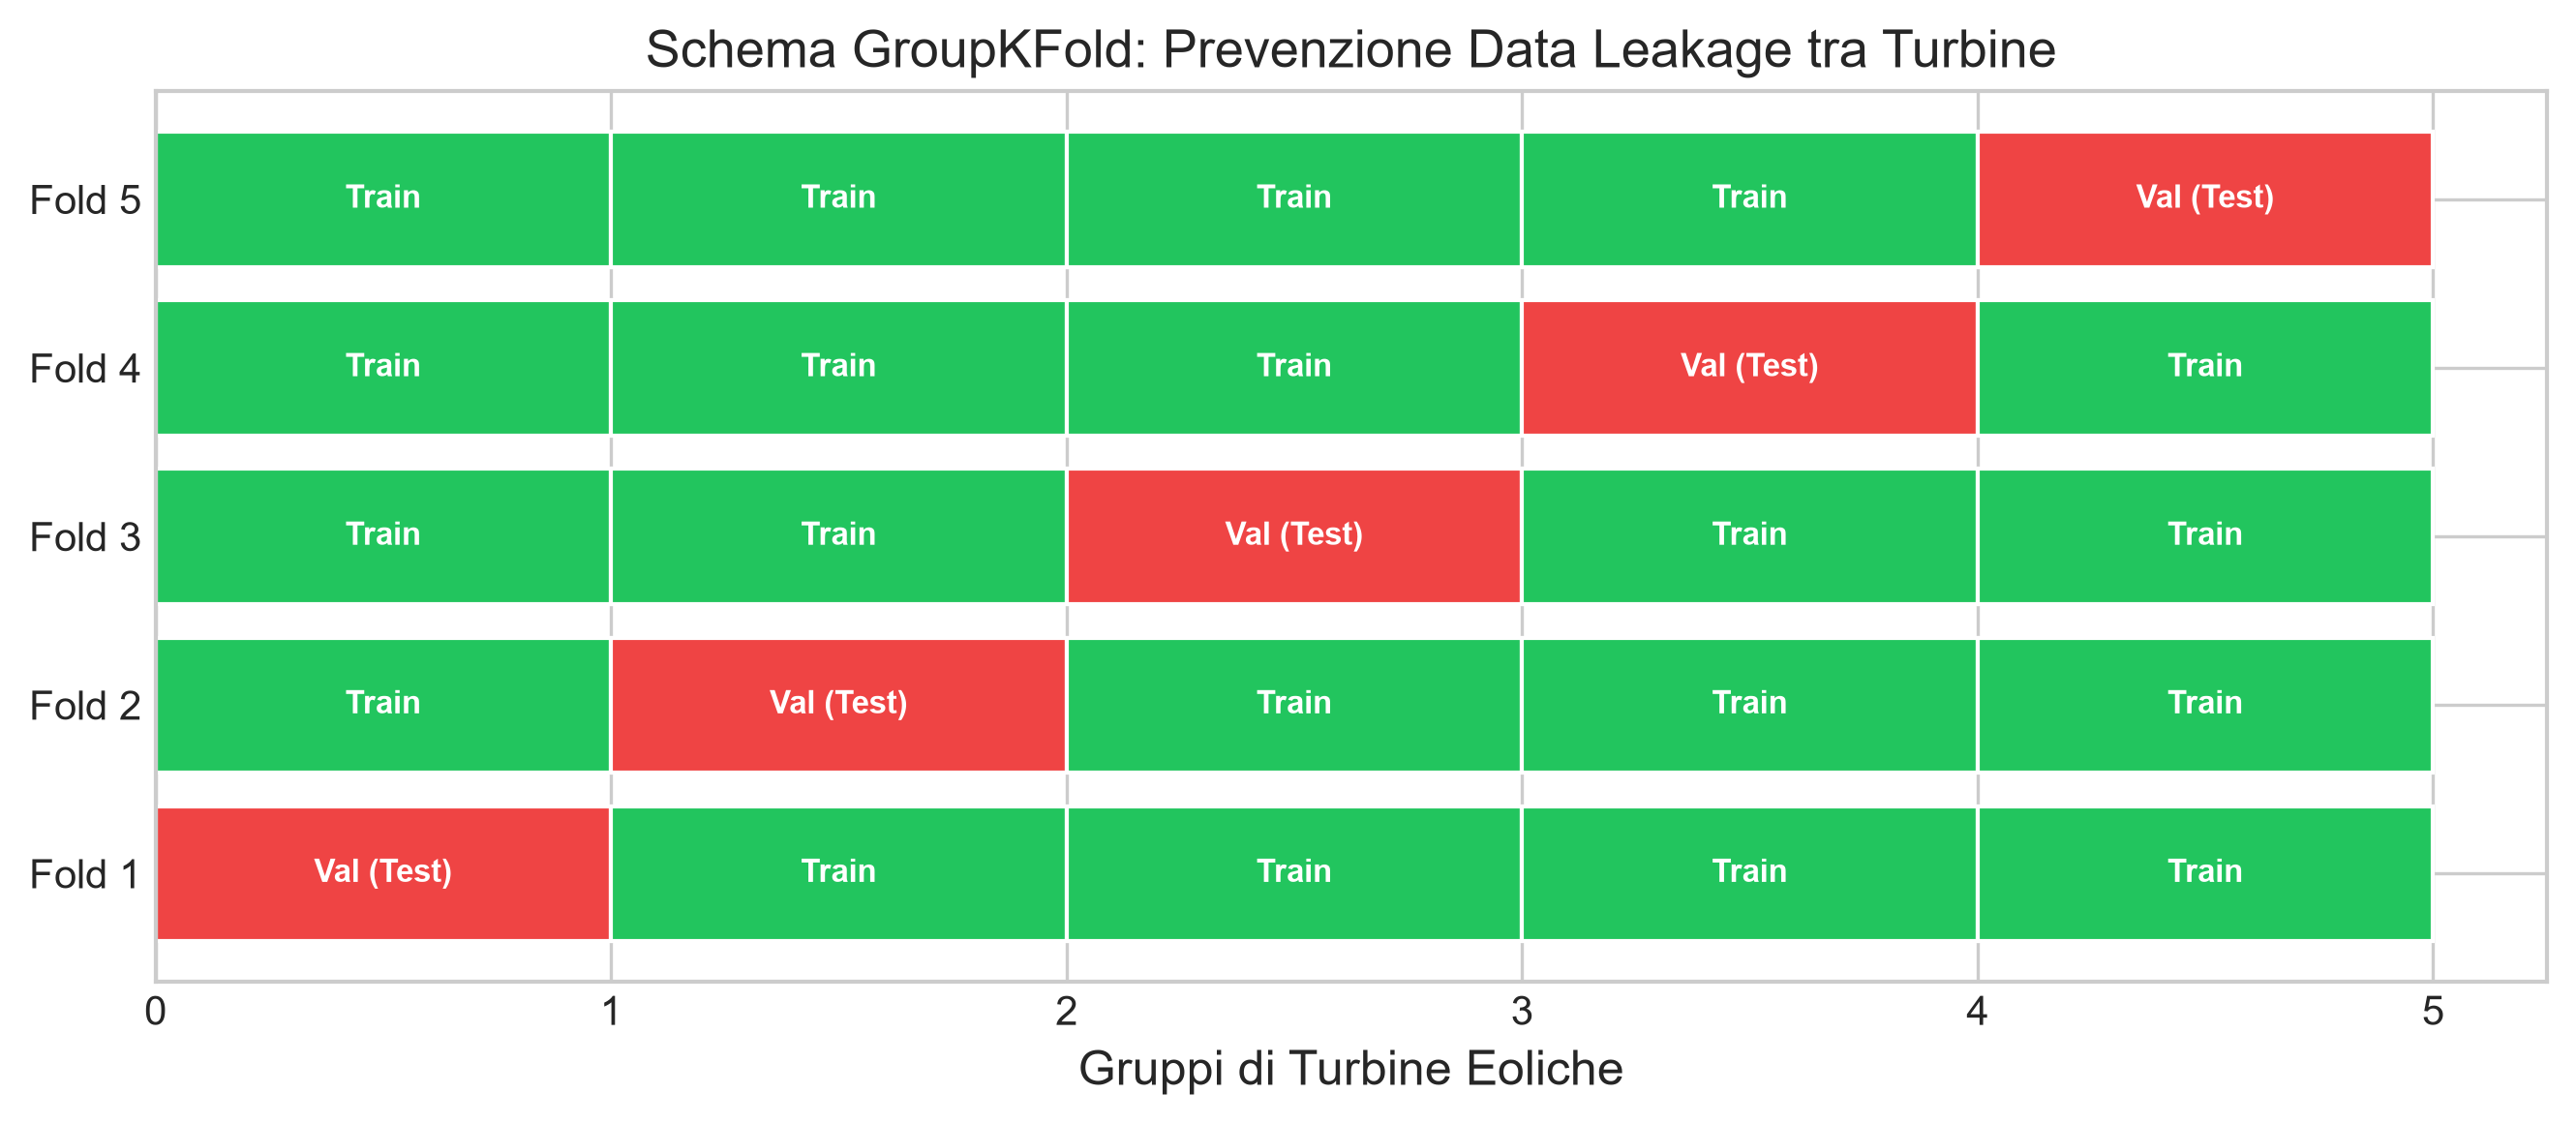 Schema GroupKFold: Prevenzione Data Leakage tra Turbine
Fold 5 Train Train Train Train Val (Test)
Fold 4 Train Train Train Val (Test) Train
Fold 3 Train Train Val (Test) Train Train
Fold 2 Train Val (Test) Train Train Train
Fold 1 Val (Test) Train Train Train Train
0 1 2 3 4 5
Gruppi di Turbine Eoliche